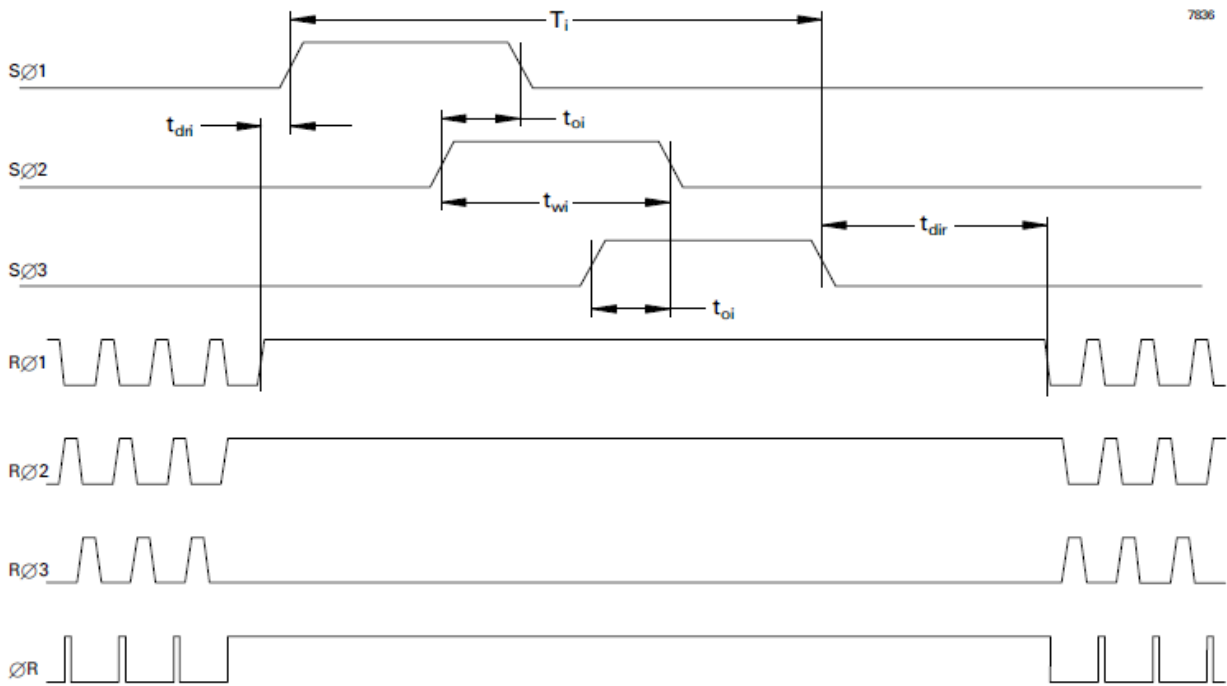 7836
Tᵢ
SØ1
t_dri
t_oi
SØ2
t_wi
t_dir
SØ3
t_oi
RØ1
RØ2
RØ3
ØR